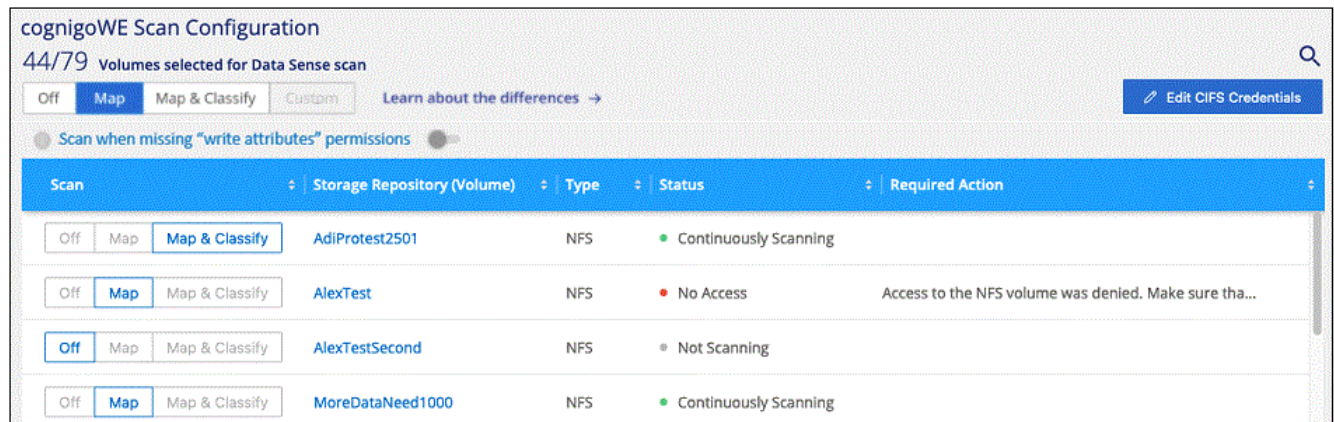 cognigoWE Scan Configuration
44/79 Volumes selected for Data Sense scan
Off Map Map & Classify Custom Learn about the differences → Edit CIFS Credentials
Scan when missing “write attributes” permissions
Scan Storage Repository (Volume) Type Status Required Action
Off Map Map & Classify AdiProtest2501 NFS Continuously Scanning
Off Map Map & Classify AlexTest NFS No Access Access to the NFS volume was denied. Make sure tha...
Off Map Map & Classify AlexTestSecond NFS Not Scanning
Off Map Map & Classify MoreDataNeed1000 NFS Continuously Scanning